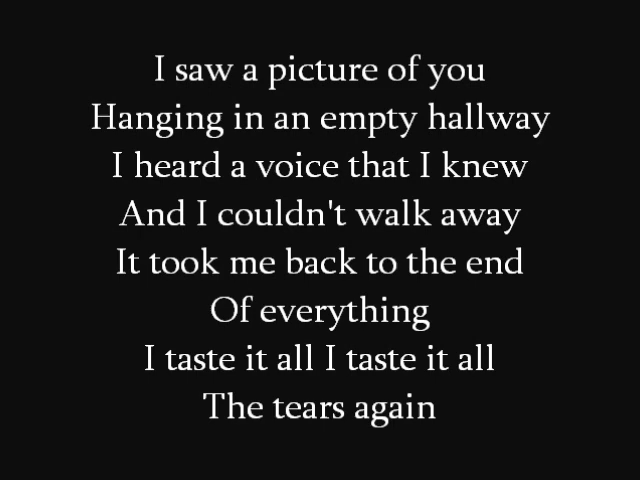 I saw a picture of you
Hanging in an empty hallway
I heard a voice that I knew
And I couldn't walk away
It took me back to the end
Of everything
I taste it all I taste it all
The tears again